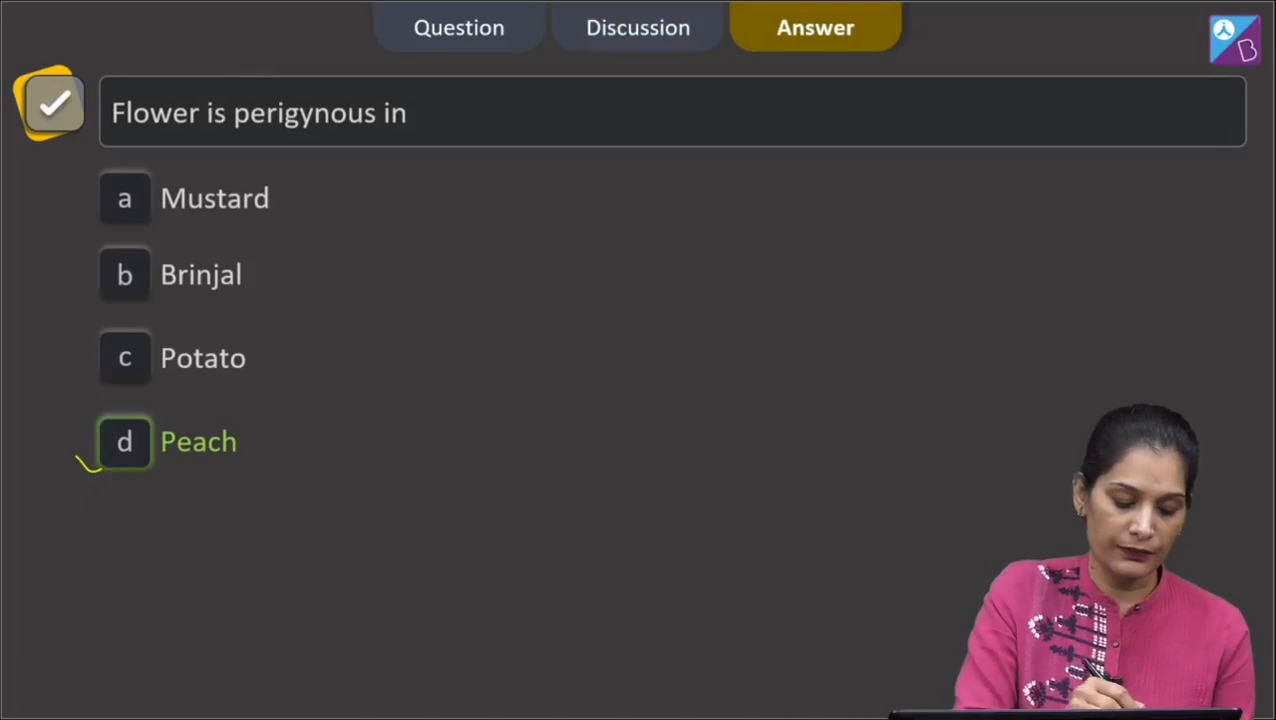 Question Discussion Answer
Flower is perigynous in
a Mustard
b Brinjal
c Potato
d Peach
B